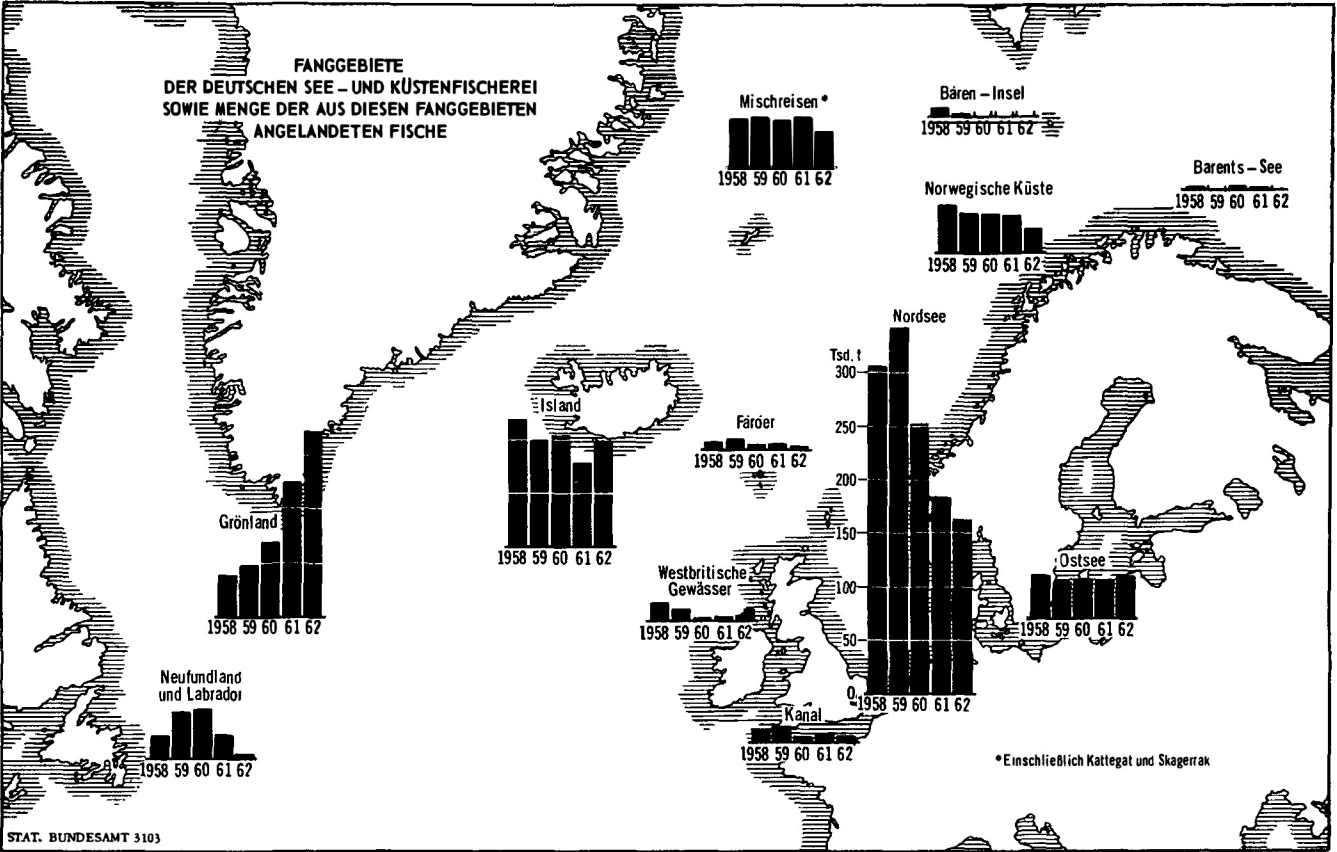 FANGGEBIETE
DER DEUTSCHEN SEE – UND KÜSTENFISCHEREI
SOWIE MENGE DER AUS DIESEN FANGGEBIETEN
ANGELANDETEN FISCHE
Mischreisen*
1958 59 60 61 62
Bären – Insel
1958 59 60 61 62
Barents – See
1958 59 60 61 62
Norwegische Küste
1958 59 60 61 62
Nordsee
Tsd. t
300
250
200
150
100
50
0
1958 59 60 61 62
Island
1958 59 60 61 62
Färöer
1958 59 60 61 62
Grönland
1958 59 60 61 62
Westbritische
Gewässer
1958 59 60 61 62
Ostsee
1958 59 60 61 62
Neufundland
und Labrador
1958 59 60 61 62
Kanal
1958 59 60 61 62
*Einschließlich Kattegat und Skagerrak
STAT. BUNDESAMT 3103